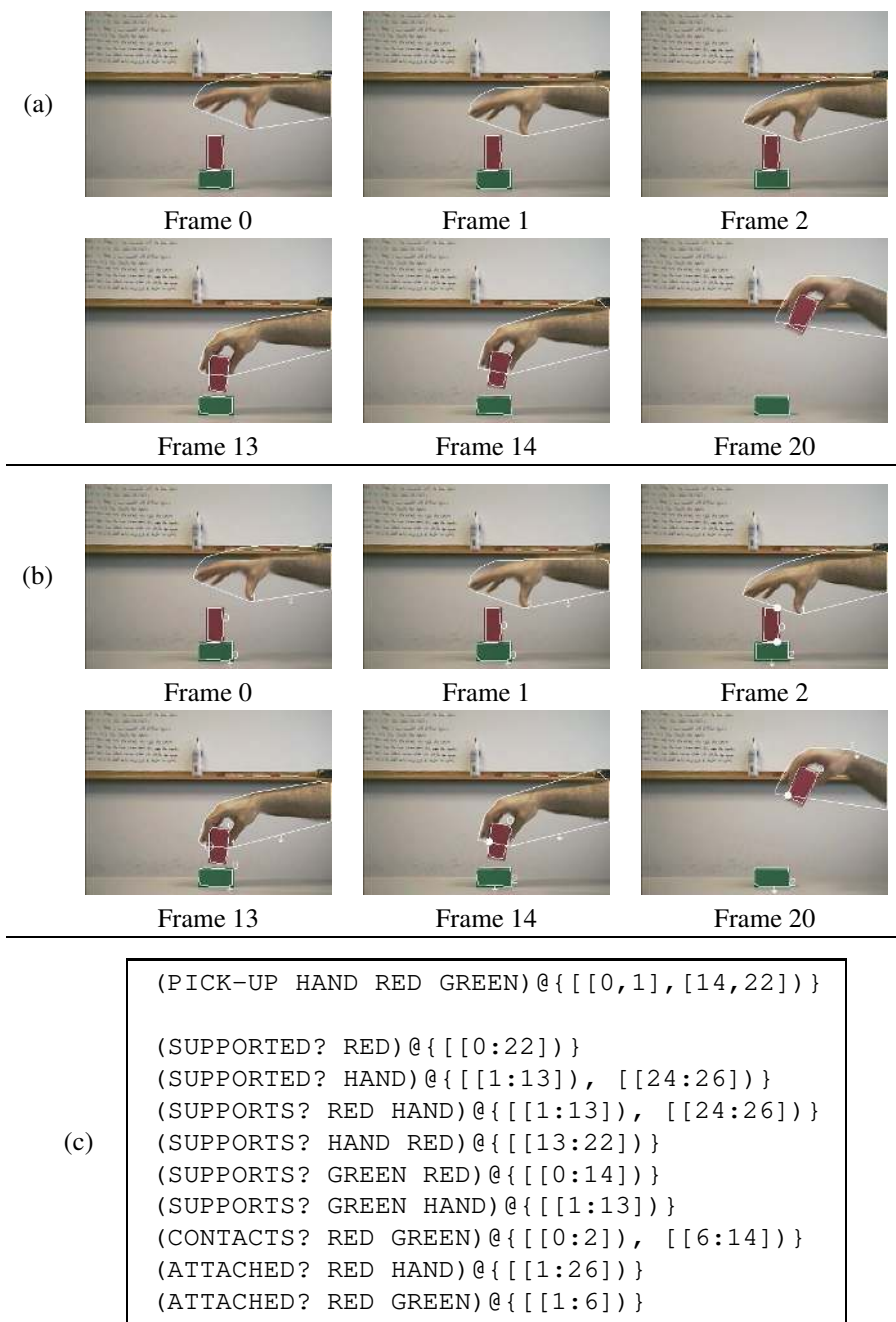 (a)
Frame 0 Frame 1 Frame 2
Frame 13 Frame 14 Frame 20
(b)
Frame 0 Frame 1 Frame 2
Frame 13 Frame 14 Frame 20
(c)
(PICK-UP HAND RED GREEN)@{[[0,1],[14,22])}
(SUPPORTED? RED)@{[[0:22])}
(SUPPORTED? HAND)@{[[1:13]), [[24:26])}
(SUPPORTS? RED HAND)@{[[1:13]), [[24:26])}
(SUPPORTS? HAND RED)@{[[13:22])}
(SUPPORTS? GREEN RED)@{[[0:14])}
(SUPPORTS? GREEN HAND)@{[[1:13])}
(CONTACTS? RED GREEN)@{[[0:2]), [[6:14])}
(ATTACHED? RED HAND)@{[[1:26])}
(ATTACHED? RED GREEN)@{[[1:6])}